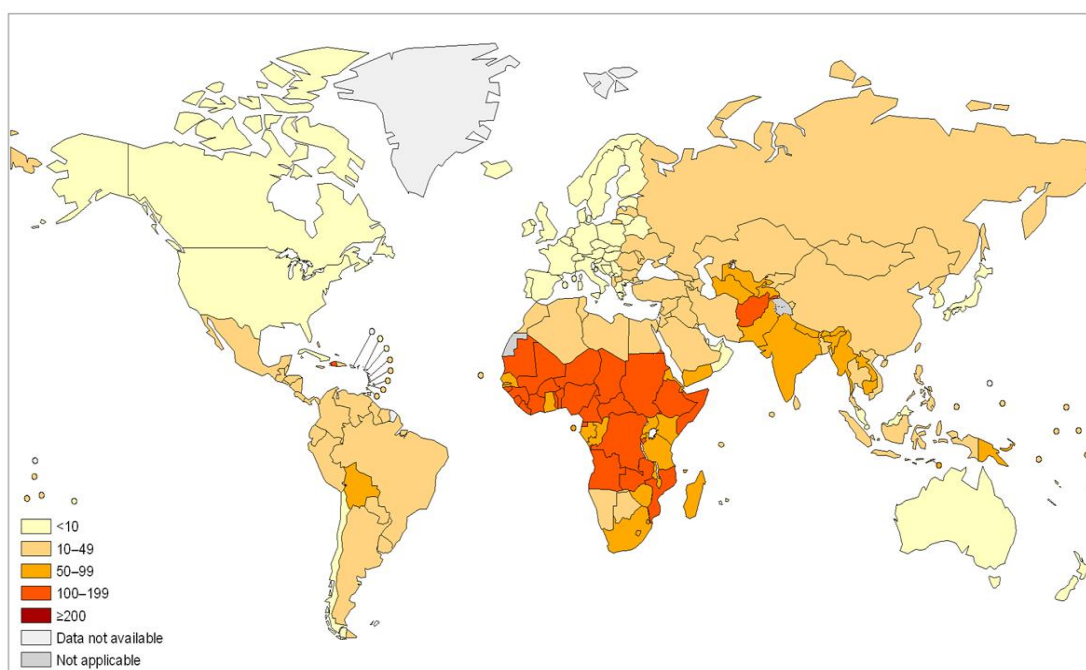 <10
10–49
50–99
100–199
≥200
Data not available
Not applicable